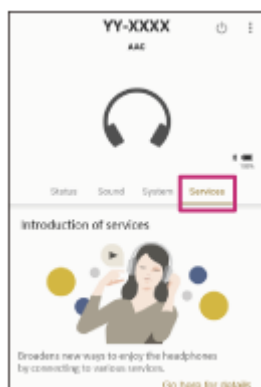 YY-XXXX
AAC
100%
Status Sound System Services
Introduction of services
Broadens new ways to enjoy the headphones
by connecting to various services.
Go here for details